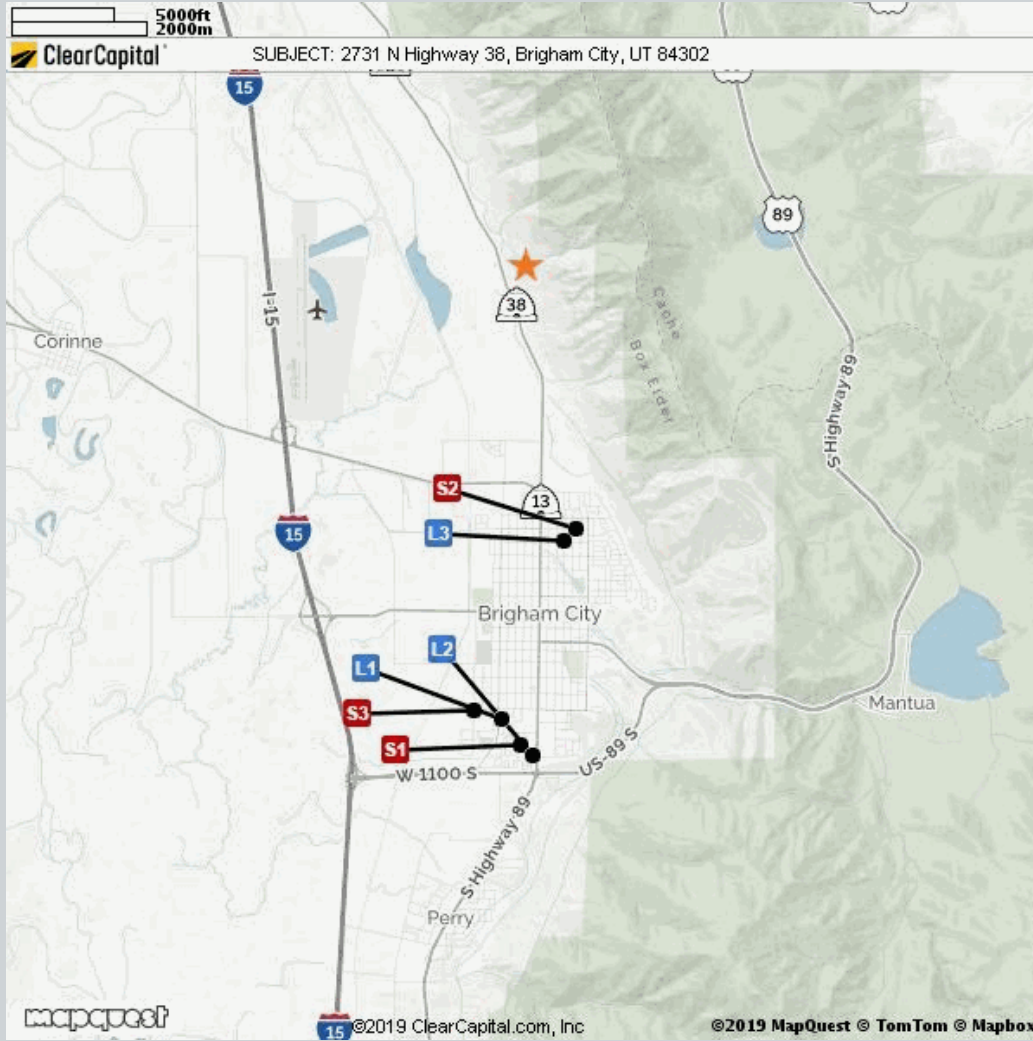 5000ft
2000m
ClearCapital
SUBJECT: 2731 N Highway 38, Brigham City, UT 84302
15
89
38
I-15
Corinne
Cache
Box Elder
S Highway 89
S2
13
L3
15
Brigham City
L2
L1
S3
Mantua
S1
W 1100 S
US-89 S
S Highway 89
Perry
mapquest
15
©2019 ClearCapital.com, Inc
©2019 MapQuest © TomTom © Mapbox